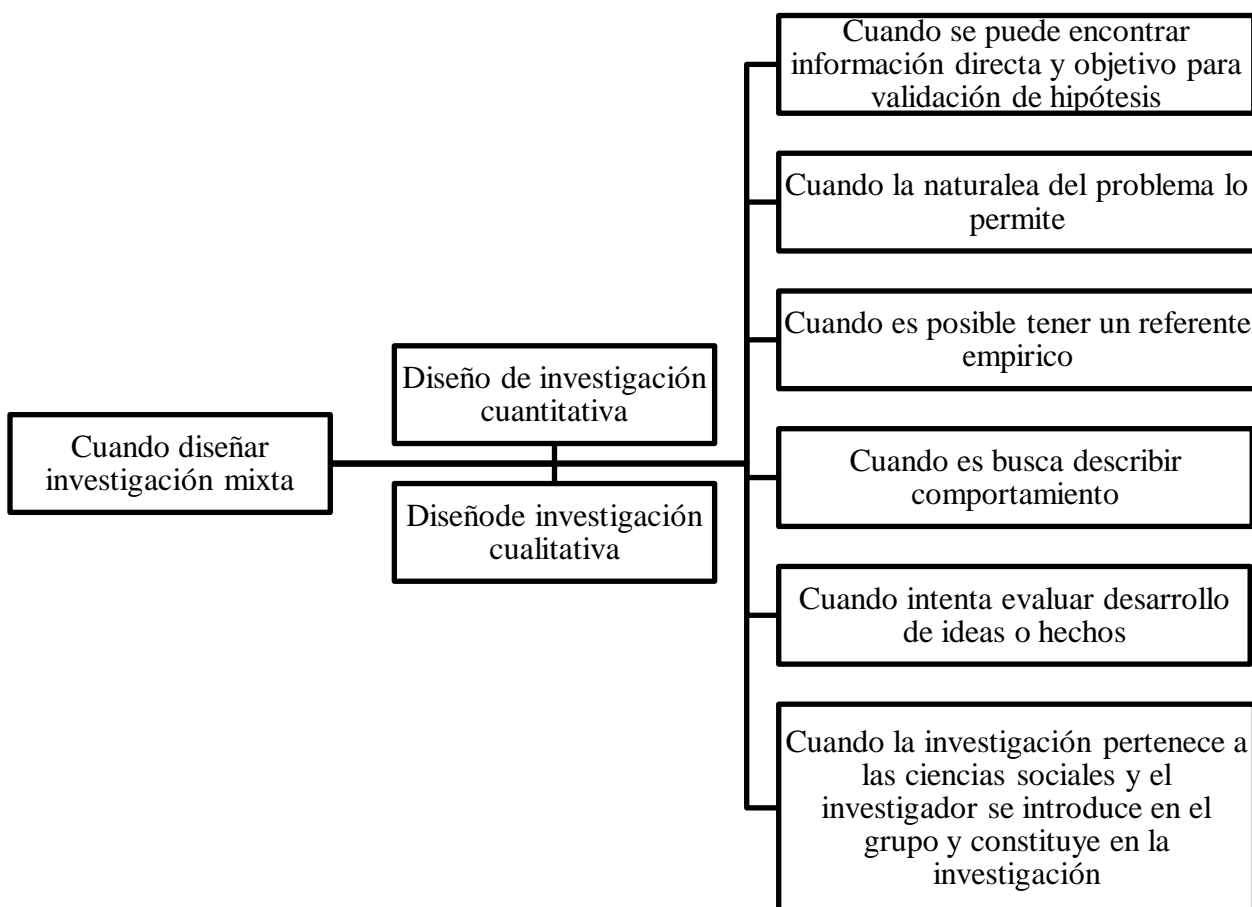 Cuando diseñar
investigación mixta
Diseño de investigación
cuantitativa
Diseñode investigación
cualitativa
Cuando se puede encontrar
información directa y objetivo para
validación de hipótesis
Cuando la naturalea del problema lo
permite
Cuando es posible tener un referente
empirico
Cuando es busca describir
comportamiento
Cuando intenta evaluar desarrollo
de ideas o hechos
Cuando la investigación pertenece a
las ciencias sociales y el
investigador se introduce en el
grupo y constituye en la
investigación